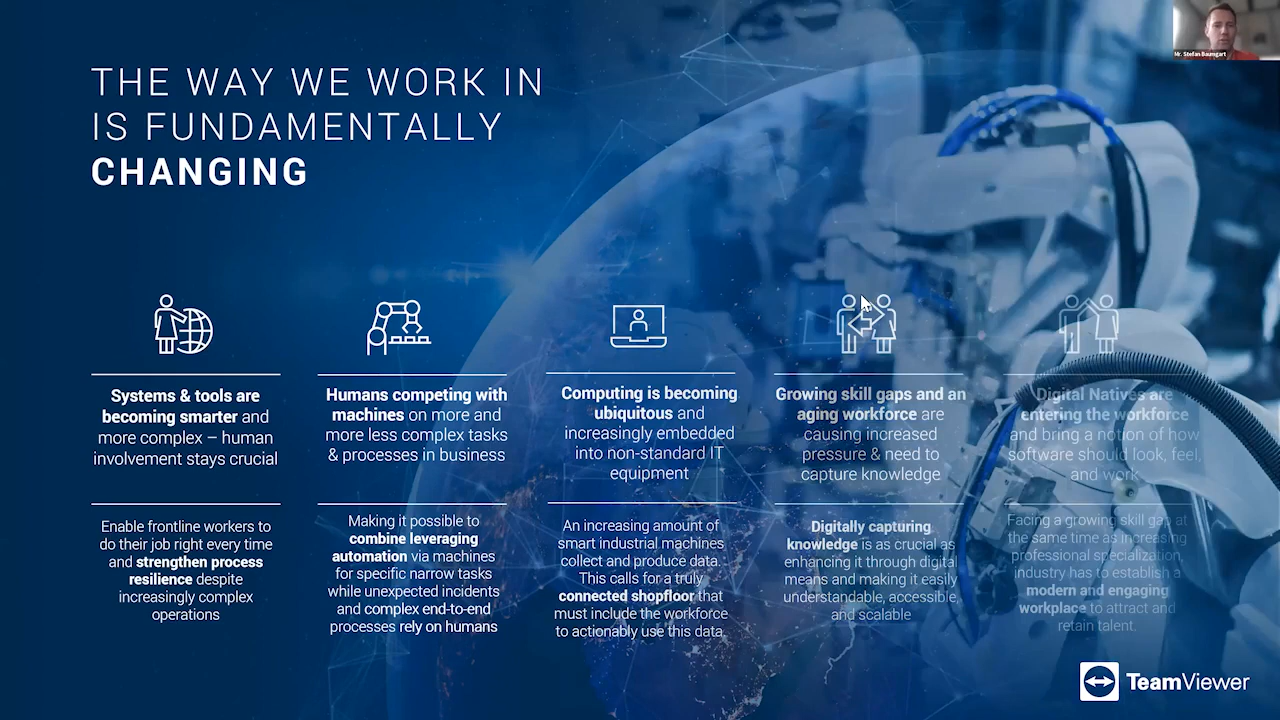 Mr. Stefan Baumgart
THE WAY WE WORK IN
IS FUNDAMENTALLY
CHANGING
Systems & tools are
becoming smarter and
more complex – human
involvement stays crucial
Enable frontline workers to
do their job right every time
and strengthen process
resilience despite
increasingly complex
operations
Humans competing with
machines on more and
more less complex tasks
& processes in business
Making it possible to
combine leveraging
automation via machines
for specific narrow tasks
while unexpected incidents
and complex end-to-end
processes rely on humans
Computing is becoming
ubiquitous and
increasingly embedded
into non-standard IT
equipment
An increasing amount of
smart industrial machines
collect and produce data.
This calls for a truly
connected shopfloor that
must include the workforce
to actionably use this data.
Growing skill gaps and an
aging workforce are
causing increased
pressure & need to
capture knowledge
Digitally capturing
knowledge is as crucial as
enhancing it through digital
means and making it easily
understandable, accessible,
and scalable
Digital Natives are
entering the workforce
and bring a notion of how
software should look, feel,
and work
Facing a growing skill gap at
the same time as increasing
professional specialization,
industry has to establish a
modern and engaging
workplace to attract and
retain talent.
TeamViewer